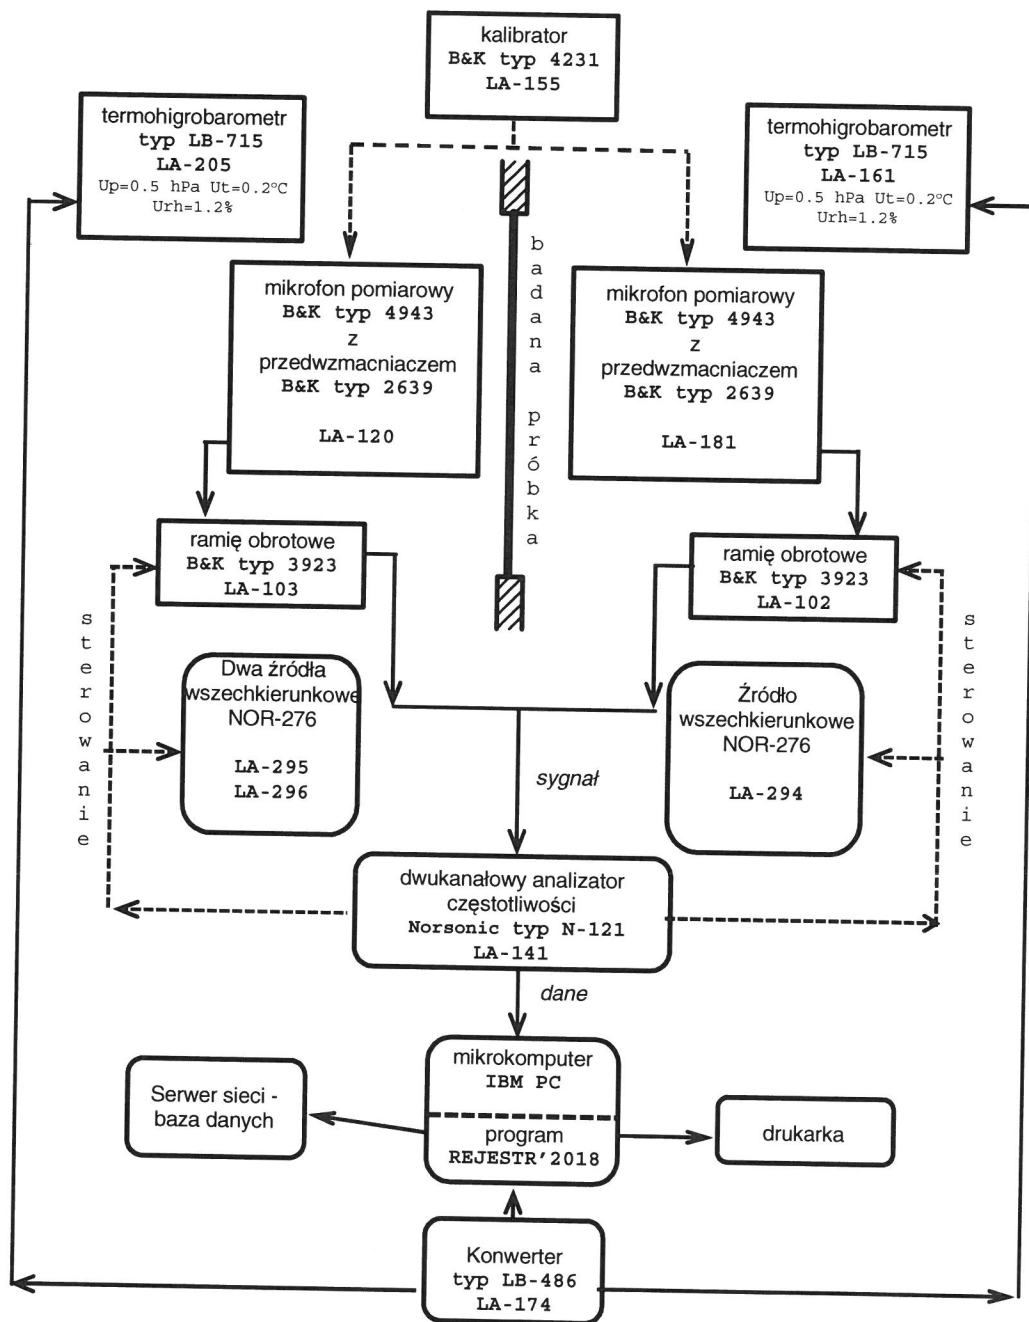 kalibrator
B&K typ 4231
LA-155
termohigrobarometr
typ LB-715
LA-205
Up=0.5 hPa Ut=0.2°C
Urh=1.2%
termohigrobarometr
typ LB-715
LA-161
Up=0.5 hPa Ut=0.2°C
Urh=1.2%
mikrofon pomiarowy
B&K typ 4943
z
przedwzmacniaczem
B&K typ 2639
LA-120
badana próbka
mikrofon pomiarowy
B&K typ 4943
z
przedwzmacniaczem
B&K typ 2639
LA-181
ramię obrotowe
B&K typ 3923
LA-103
ramię obrotowe
B&K typ 3923
LA-102
sterowanie
Dwa źródła
wszechkierunkowe
NOR-276
LA-295
LA-296
Źródło
wszechkierunkowe
NOR-276
LA-294
sterowanie
sygnał
dwukanałowy analizator
częstotliwości
Norsonic typ N-121
LA-141
dane
mikrokomputer
IBM PC
program
REJESTR'2018
Serwer sieci -
baza danych
drukarka
Konwerter
typ LB-486
LA-174